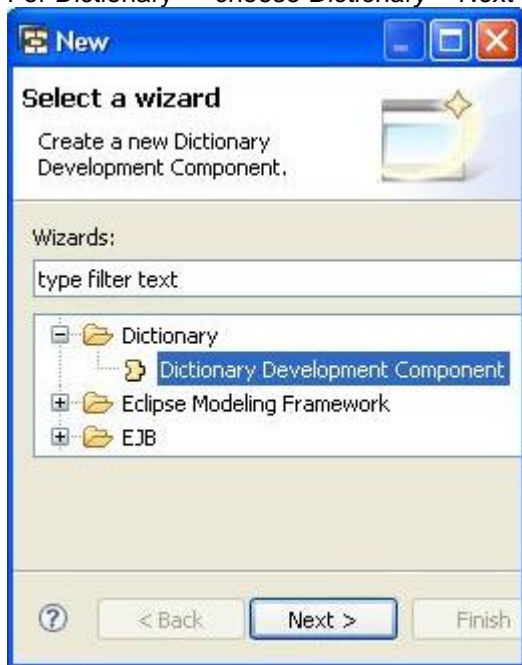 For Dictionary choose Dictionary Next
New
Select a wizard
Create a new Dictionary
Development Component.
Wizards:
type filter text
Dictionary
Dictionary Development Component
Eclipse Modeling Framework
EJB
? < Back Next > Finish